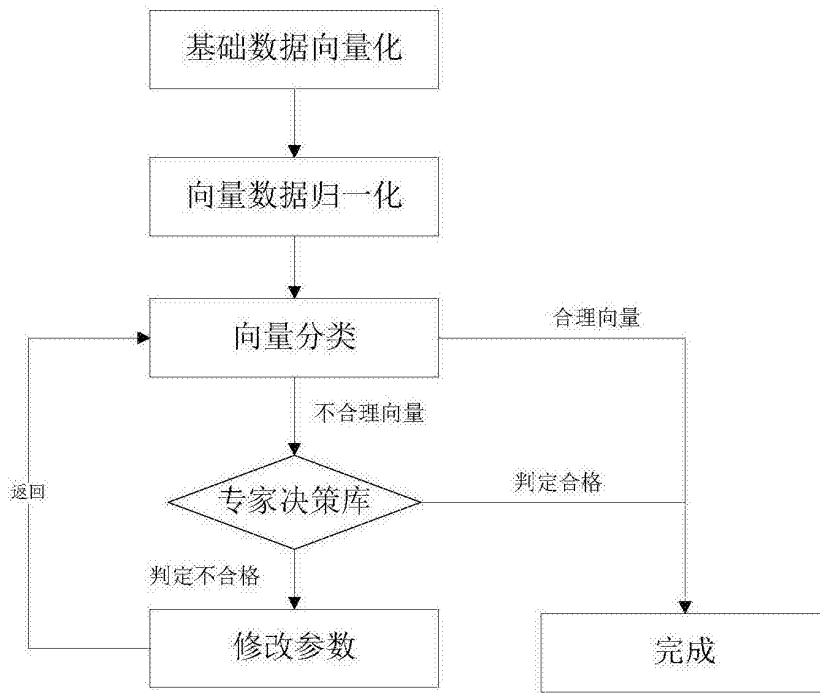 基础数据向量化
向量数据归一化
合理向量
向量分类
不合理向量
返回
专家决策库
判定合格
判定不合格
修改参数
完成